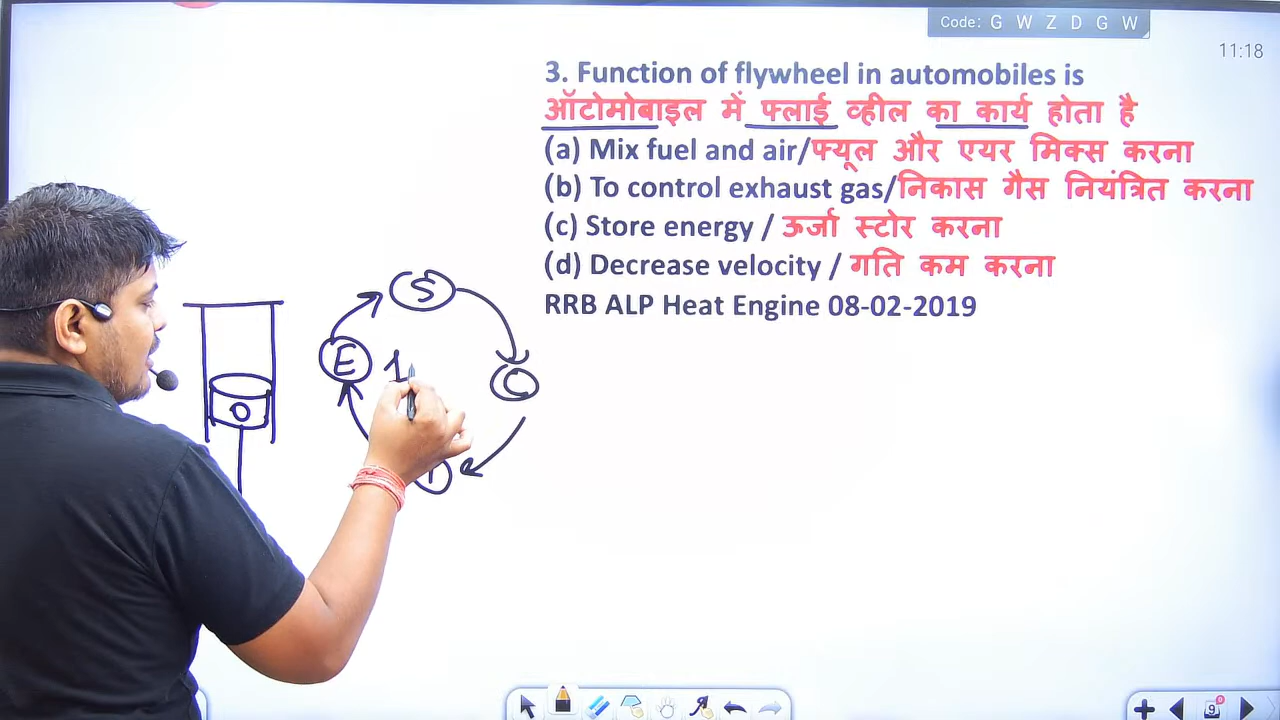 Code: G W Z D G W
11:18
3. Function of flywheel in automobiles is
ऑटोमोबाइल में फ्लाई व्हील का कार्य होता है
(a) Mix fuel and air/फ्यूल और एयर मिक्स करना
(b) To control exhaust gas/निकास गैस नियंत्रित करना
(c) Store energy / ऊर्जा स्टोर करना
(d) Decrease velocity / गति कम करना
RRB ALP Heat Engine 08-02-2019
S
E
C
9